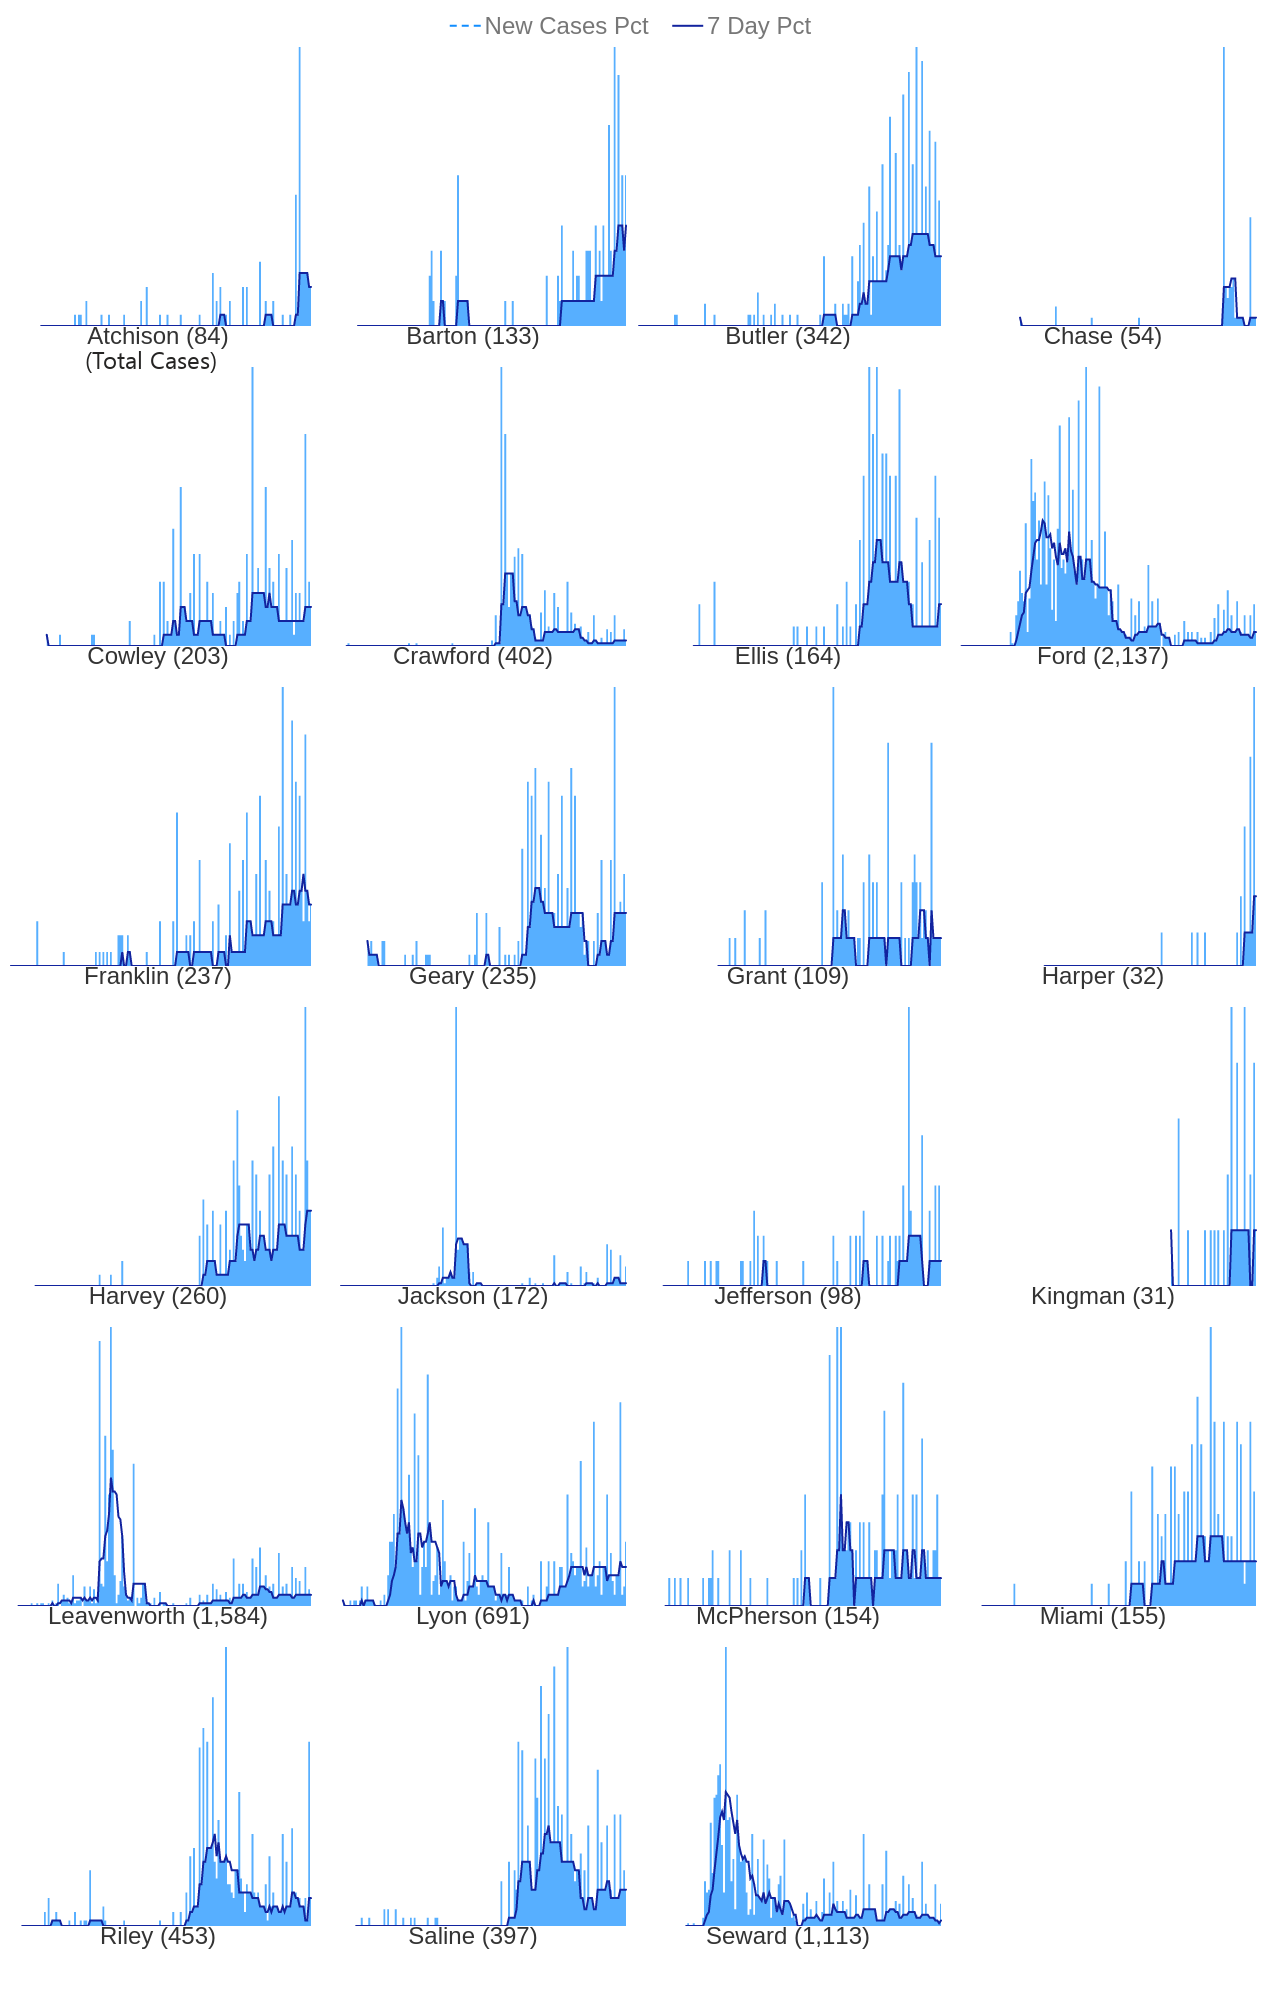 New Cases Pct 7 Day Pct
Atchison (84) Barton (133) Butler (342) Chase (54)
(Total Cases)
Cowley (203) Crawford (402) Ellis (164) Ford (2,137)
Franklin (237) Geary (235) Grant (109) Harper (32)
Harvey (260) Jackson (172) Jefferson (98) Kingman (31)
Leavenworth (1,584) Lyon (691) McPherson (154) Miami (155)
Riley (453) Saline (397) Seward (1,113)